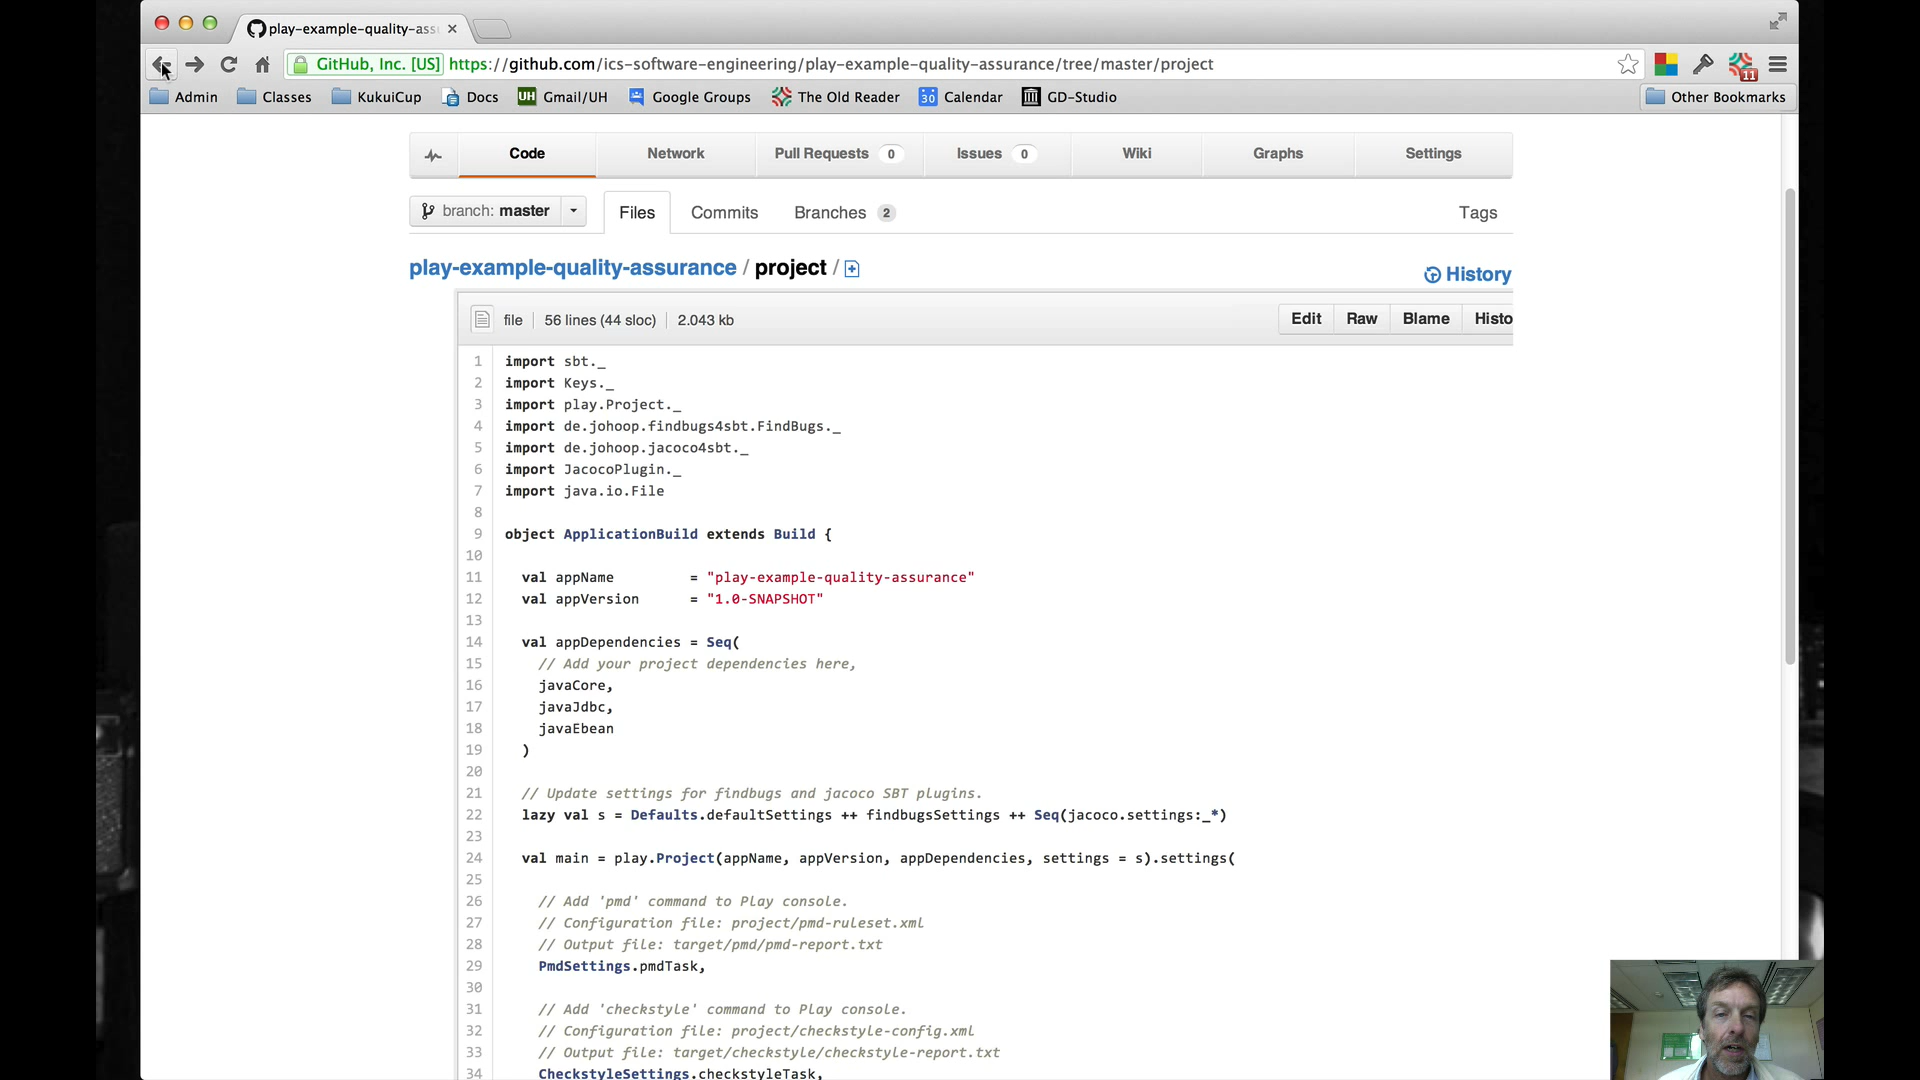 play-example-quality-ass
GitHub, Inc. [US] https://github.com/ics-software-engineering/play-example-quality-assurance/tree/master/project
11
Admin Classes KukuiCup Docs UH Gmail/UH Google Groups The Old Reader 30 Calendar GD-Studio Other Bookmarks
Code Network Pull Requests 0 Issues 0 Wiki Graphs Settings
branch: master Files Commits Branches 2 Tags
play-example-quality-assurance / project /
History
file 56 lines (44 sloc) 2.043 kb Edit Raw Blame Histo
1 import sbt._
2 import Keys._
3 import play.Project._
4 import de.johoop.findbugs4sbt.FindBugs._
5 import de.johoop.jacoco4sbt._
6 import JacocoPlugin._
7 import java.io.File
8
9 object ApplicationBuild extends Build {
10
11 val appName = "play-example-quality-assurance"
12 val appVersion = "1.0-SNAPSHOT"
13
14 val appDependencies = Seq(
15 // Add your project dependencies here,
16 javaCore,
17 javaJdbc,
18 javaEbean
19 )
20
21 // Update settings for findbugs and jacoco SBT plugins.
22 lazy val s = Defaults.defaultSettings ++ findbugsSettings ++ Seq(jacoco.settings:_*)
23
24 val main = play.Project(appName, appVersion, appDependencies, settings = s).settings(
25
26 // Add 'pmd' command to Play console.
27 // Configuration file: project/pmd-ruleset.xml
28 // Output file: target/pmd/pmd-report.txt
29 PmdSettings.pmdTask,
30
31 // Add 'checkstyle' command to Play console.
32 // Configuration file: project/checkstyle-config.xml
33 // Output file: target/checkstyle/checkstyle-report.txt
34 CheckstyleSettings.checkstyleTask,